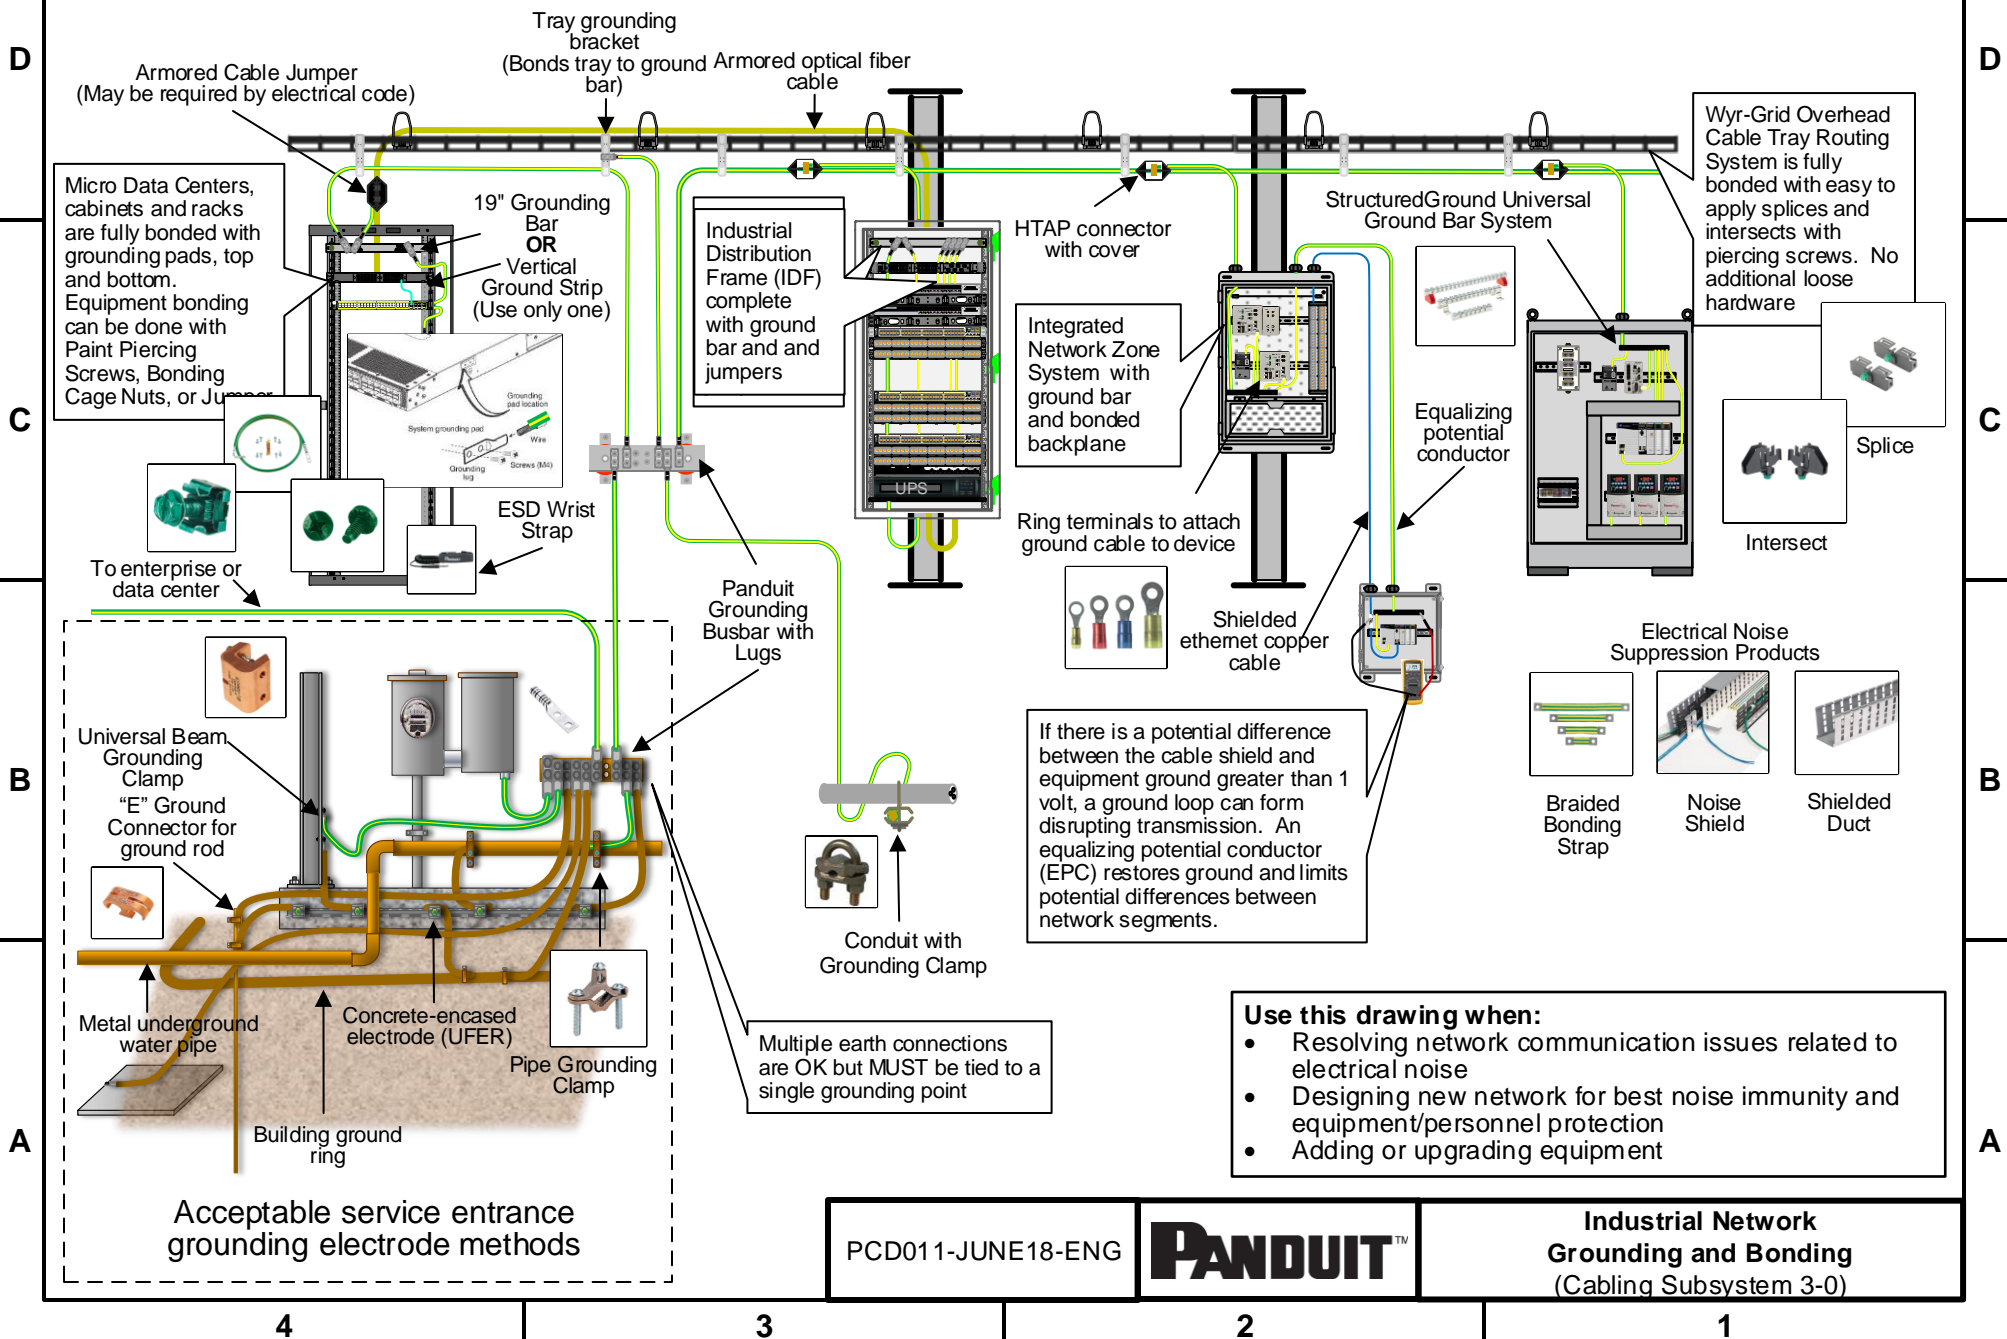 D
D
Tray grounding
bracket
(Bonds tray to ground
bar)
Armored optical fiber
cable
Armored Cable Jumper
(May be required by electrical code)
Wyr-Grid Overhead
Cable Tray Routing
System is fully
bonded with easy to
apply splices and
intersects with
piercing screws. No
additional loose
hardware
Micro Data Centers,
cabinets and racks
are fully bonded with
grounding pads, top
and bottom.
Equipment bonding
can be done with
Paint Piercing
Screws, Bonding
Cage Nuts, or Jumper
19" Grounding
Bar
OR
Vertical
Ground Strip
(Use only one)
Industrial
Distribution
Frame (IDF)
complete
with ground
bar and and
jumpers
HTAP connector
with cover
StructuredGround Universal
Ground Bar System
Integrated
Network Zone
System with
ground bar
and bonded
backplane
Equalizing
potential
conductor
Splice
Intersect
C
C
Grounding
pad location
System grounding pad
Wire
Screws (M4)
Grounding
lug
UPS
ESD Wrist
Strap
Ring terminals to attach
ground cable to device
To enterprise or
data center
Panduit
Grounding
Busbar with
Lugs
Shielded
ethernet copper
cable
Electrical Noise
Suppression Products
Braided
Bonding
Strap
Noise
Shield
Shielded
Duct
Universal Beam
Grounding
Clamp
“E” Ground
Connector for
ground rod
B
B
If there is a potential difference
between the cable shield and
equipment ground greater than 1
volt, a ground loop can form
disrupting transmission. An
equalizing potential conductor
(EPC) restores ground and limits
potential differences between
network segments.
Conduit with
Grounding Clamp
Metal underground
water pipe
Concrete-encased
electrode (UFER)
Pipe Grounding
Clamp
Building ground
ring
Multiple earth connections
are OK but MUST be tied to a
single grounding point
Use this drawing when:
• Resolving network communication issues related to
electrical noise
• Designing new network for best noise immunity and
equipment/personnel protection
• Adding or upgrading equipment
A
A
Acceptable service entrance
grounding electrode methods
PCD011-JUNE18-ENG
PANDUIT™
Industrial Network
Grounding and Bonding
(Cabling Subsystem 3-0)
4
3
2
1